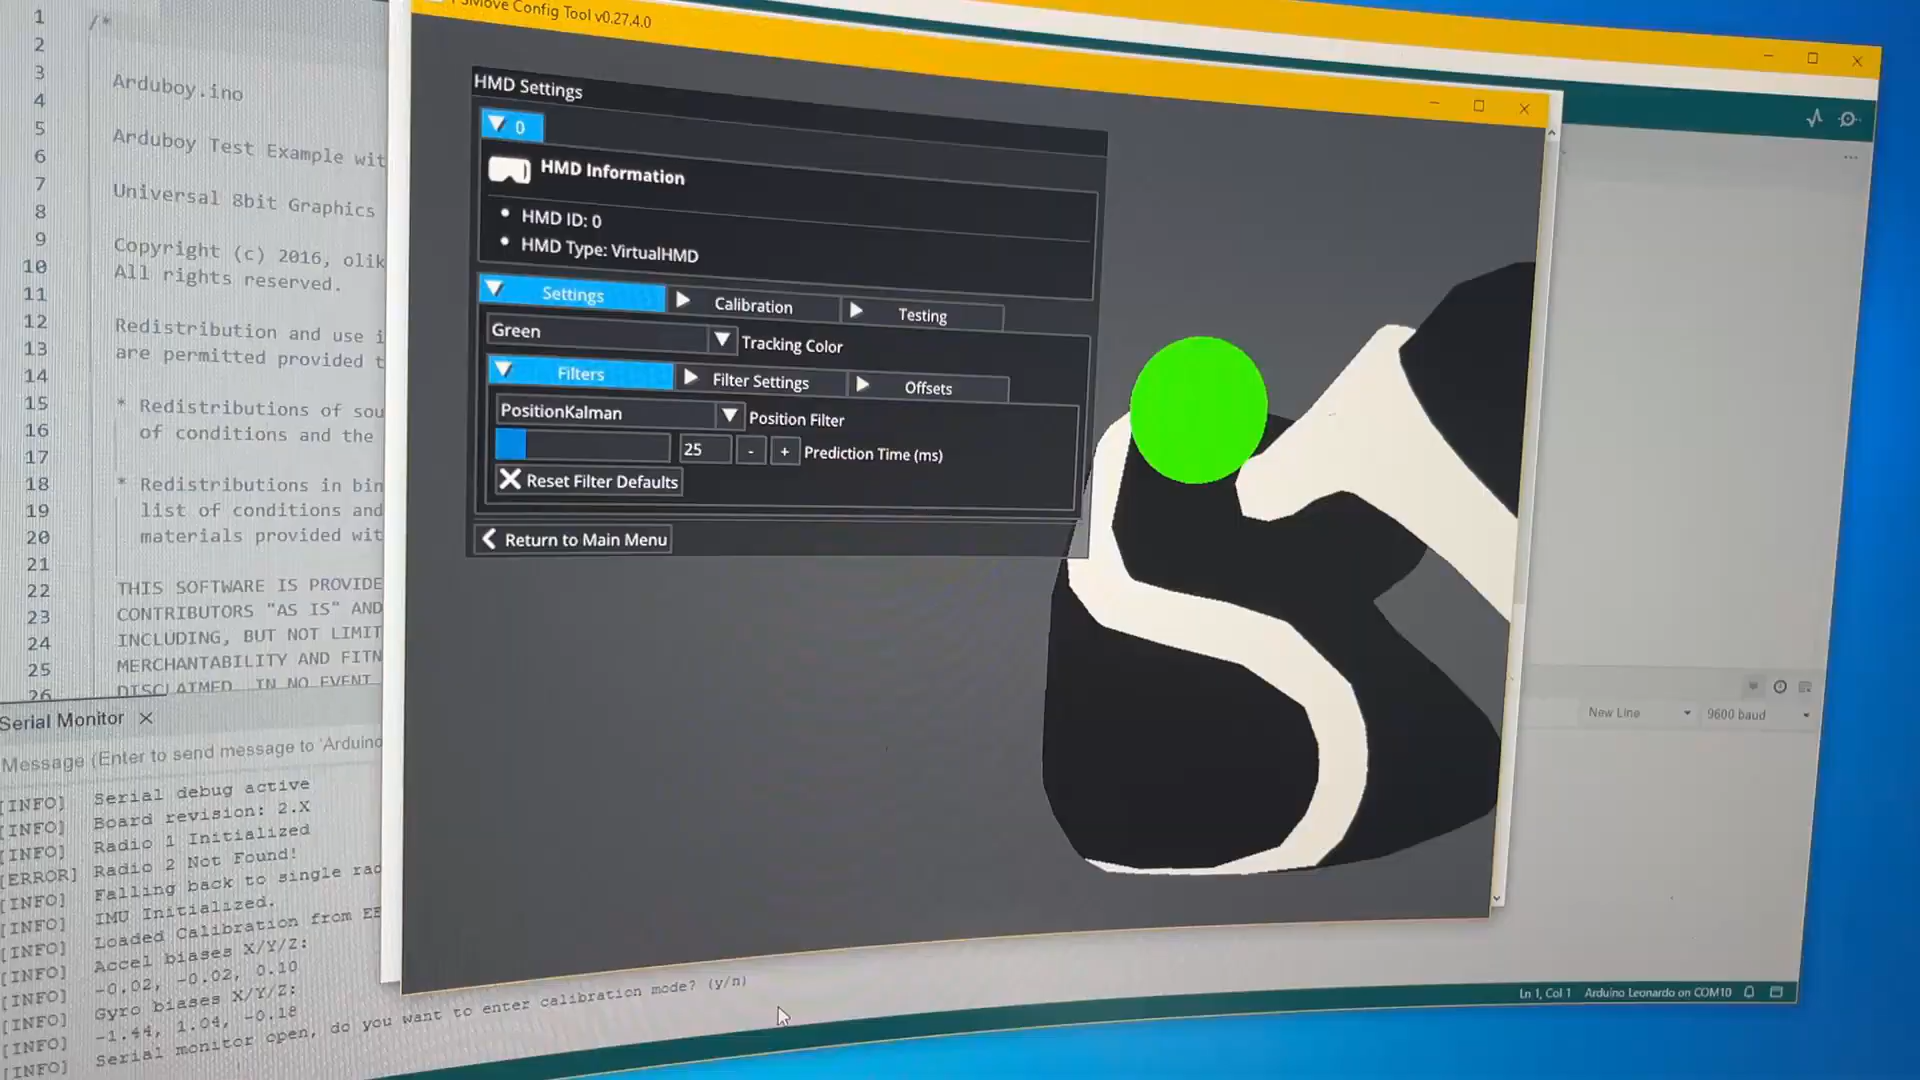 PSMove Config Tool v0.27.4.0
HMD Settings
0
HMD Information
HMD ID: 0
HMD Type: VirtualHMD
Settings
Calibration
Testing
Green
Tracking Color
Filters
Filter Settings
Offsets
PositionKalman
Position Filter
25
-
+
Prediction Time (ms)
Reset Filter Defaults
Return to Main Menu
1 /*
2
3 Arduboy.ino
4
5 Arduboy Test Example wit
6
7 Universal 8bit Graphics
8
9 Copyright (c) 2016, olik
10 All rights reserved.
11
12 Redistribution and use i
13 are permitted provided t
14
15 * Redistributions of sou
16 of conditions and the
17
18 * Redistributions in bin
19 list of conditions and
20 materials provided wit
21
22 THIS SOFTWARE IS PROVIDE
23 CONTRIBUTORS "AS IS" AND
24 INCLUDING, BUT NOT LIMIT
25 MERCHANTABILITY AND FITN
26 DISCLAIMED. IN NO EVENT
Serial Monitor
Message (Enter to send message to 'Arduino
New Line
9600 baud
[INFO] Serial debug active
[INFO] Board revision: 2.X
[INFO] Radio 1 Initialized
[ERROR] Radio 2 Not Found!
[INFO] Falling back to single rad
[INFO] IMU Initialized.
[INFO] Loaded Calibration from EE
[INFO] Accel biases X/Y/Z:
[INFO] -0.02, -0.02, 0.10
[INFO] Gyro biases X/Y/Z:
[INFO] -1.44, 1.04, -0.18
[INFO] Serial monitor open, do you want to enter calibration mode? (y/n)
Ln 1, Col 1
Arduino Leonardo on COM10